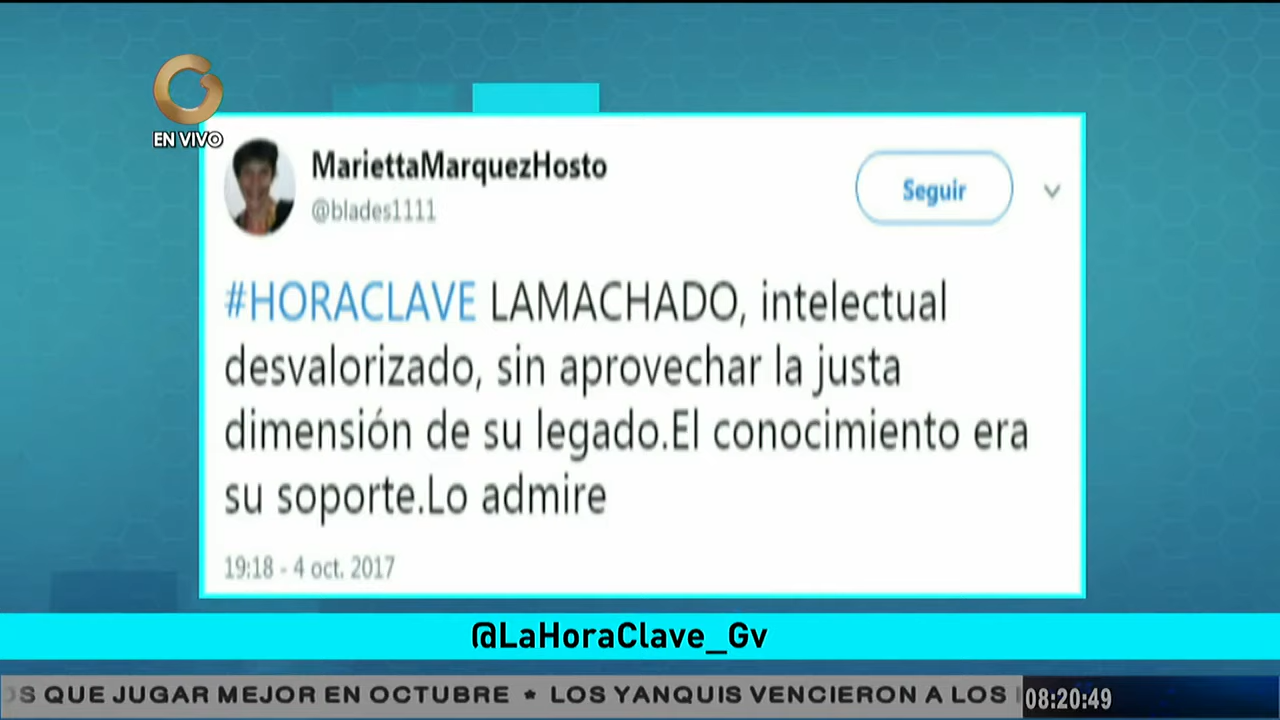 EN VIVO
MariettaMarquezHosto
@blades1111
Seguir
#HORACLAVE LAMACHADO, intelectual
desvalorizado, sin aprovechar la justa
dimensión de su legado.El conocimiento era
su soporte.Lo admire
19:18 - 4 oct. 2017
@LaHoraClave_Gv
QUE JUGAR MEJOR EN OCTUBRE * LOS YANQUIS VENCIERON A LOS
08:20:49